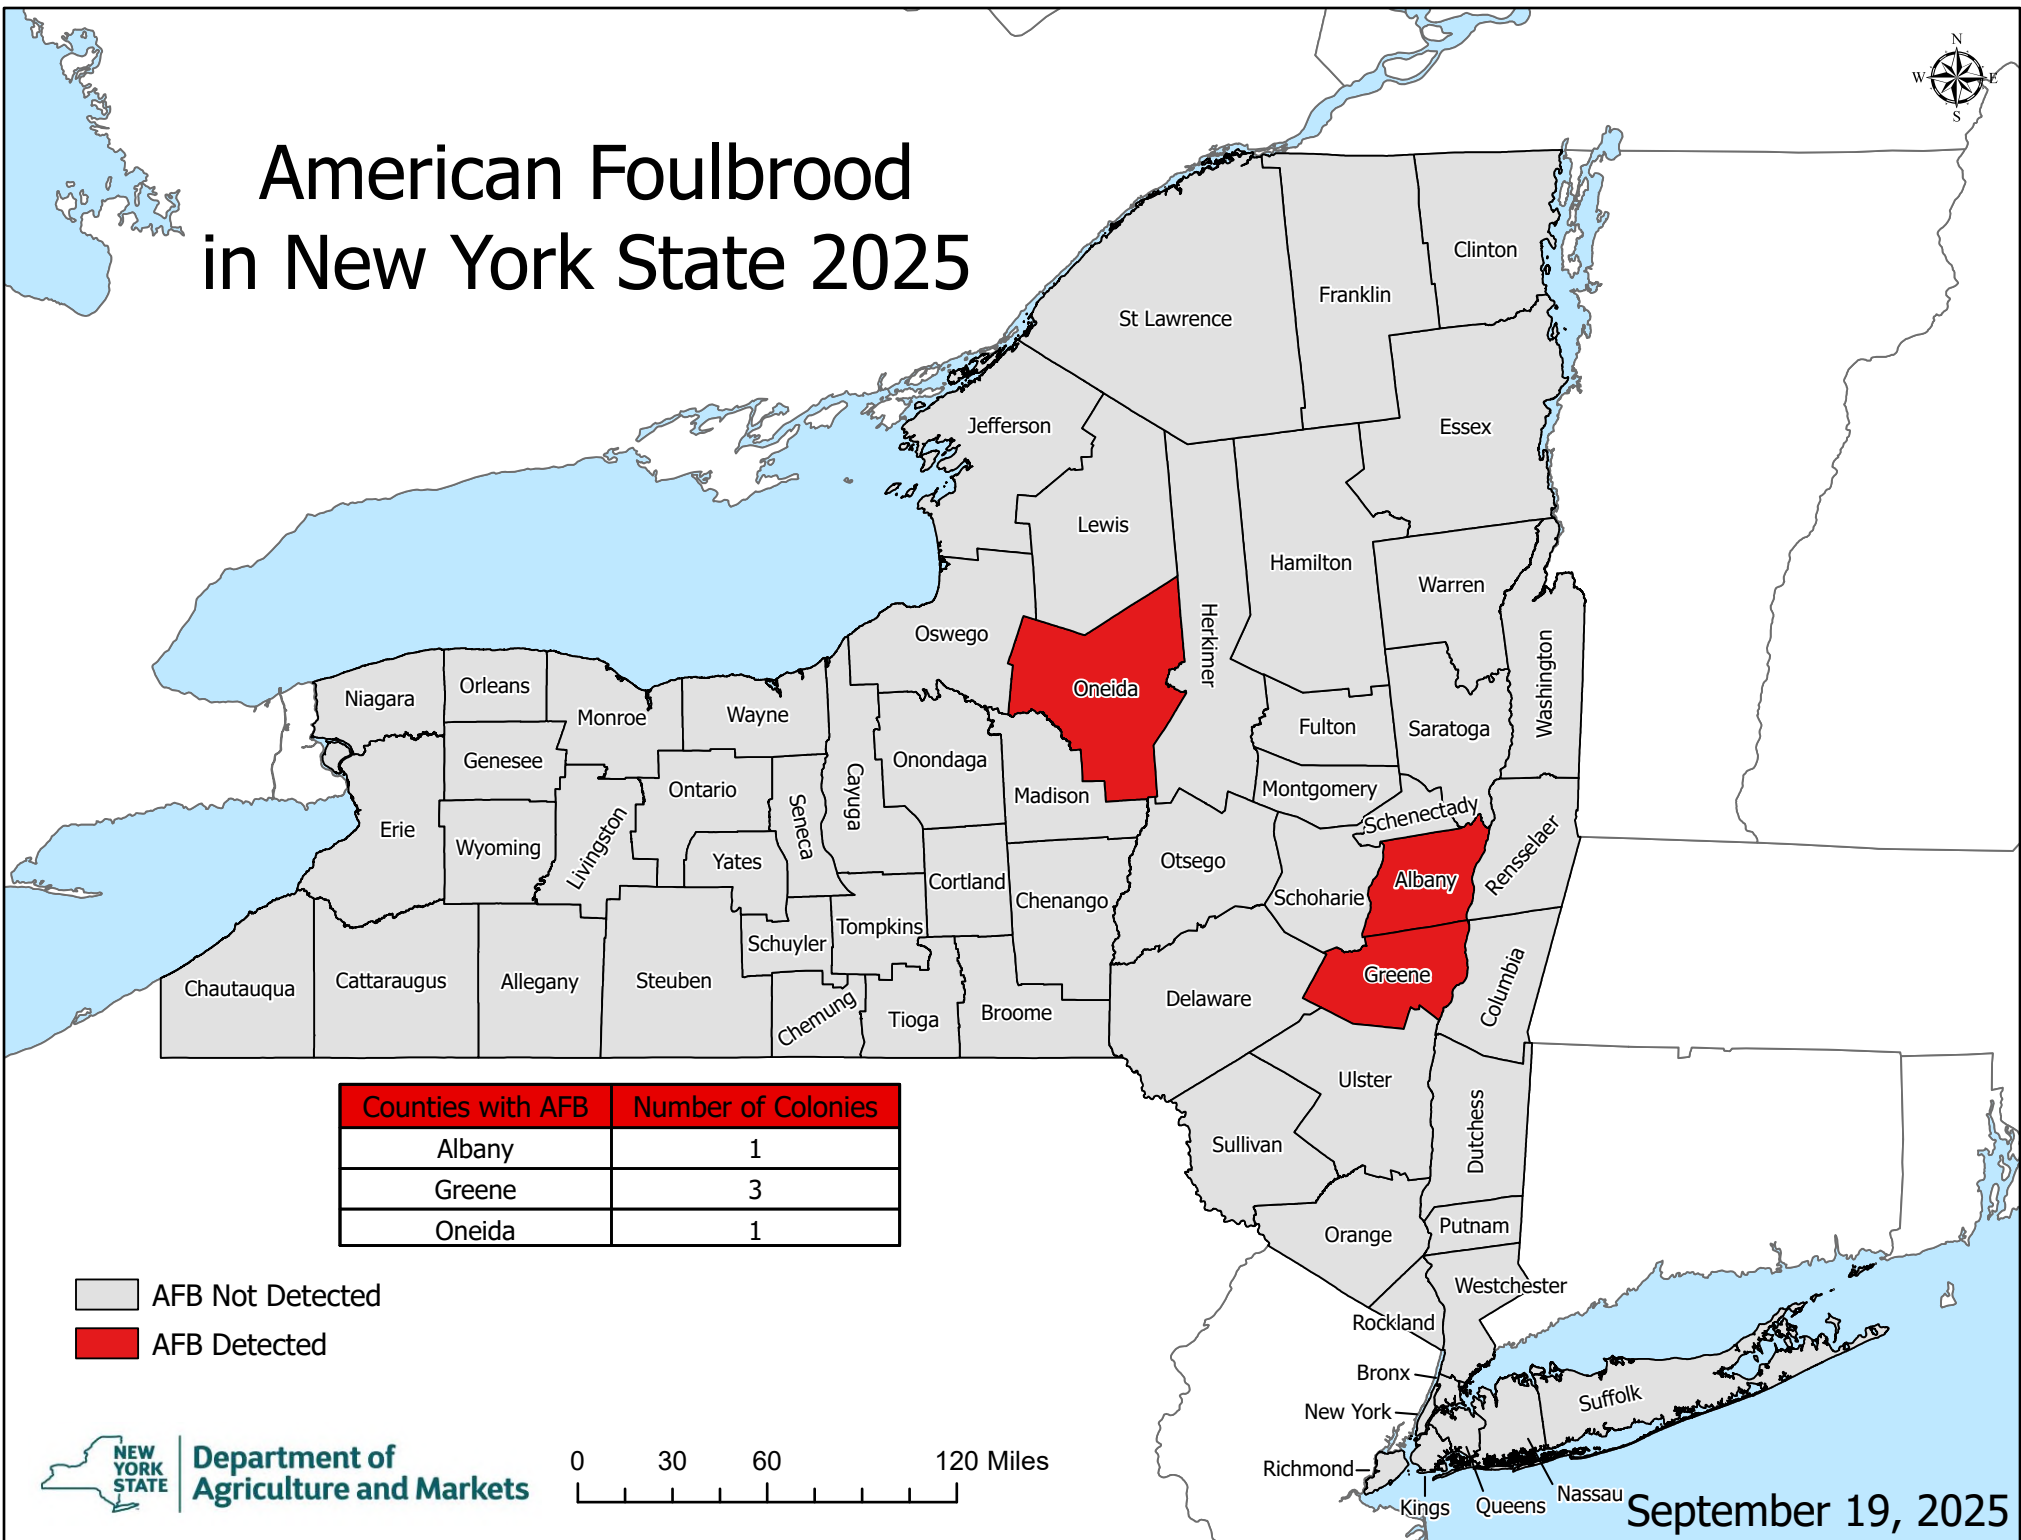 American Foulbrood
in New York State 2025
N
W E
S
Clinton
Franklin
St Lawrence
Jefferson
Essex
Lewis
Hamilton
Warren
Herkimer
Oswego
Washington
Oneida
Niagara
Orleans
Monroe
Wayne
Fulton
Saratoga
Genesee
Onondaga
Cayuga
Ontario
Seneca
Madison
Montgomery
Schenectady
Erie
Wyoming
Livingston
Yates
Otsego
Rensselaer
Cortland
Albany
Chenango
Schoharie
Tompkins
Schuyler
Chautauqua
Cattaraugus
Allegany
Steuben
Greene
Columbia
Delaware
Chemung
Tioga
Broome
Ulster
Dutchess
Sullivan
Orange
Putnam
Westchester
Rockland
Bronx
New York
Suffolk
Richmond
Kings
Queens
Nassau
Counties with AFB Number of Colonies
Albany 1
Greene 3
Oneida 1
AFB Not Detected
AFB Detected
NEW
YORK
STATE
Department of
Agriculture and Markets
0 30 60 120 Miles
September 19, 2025